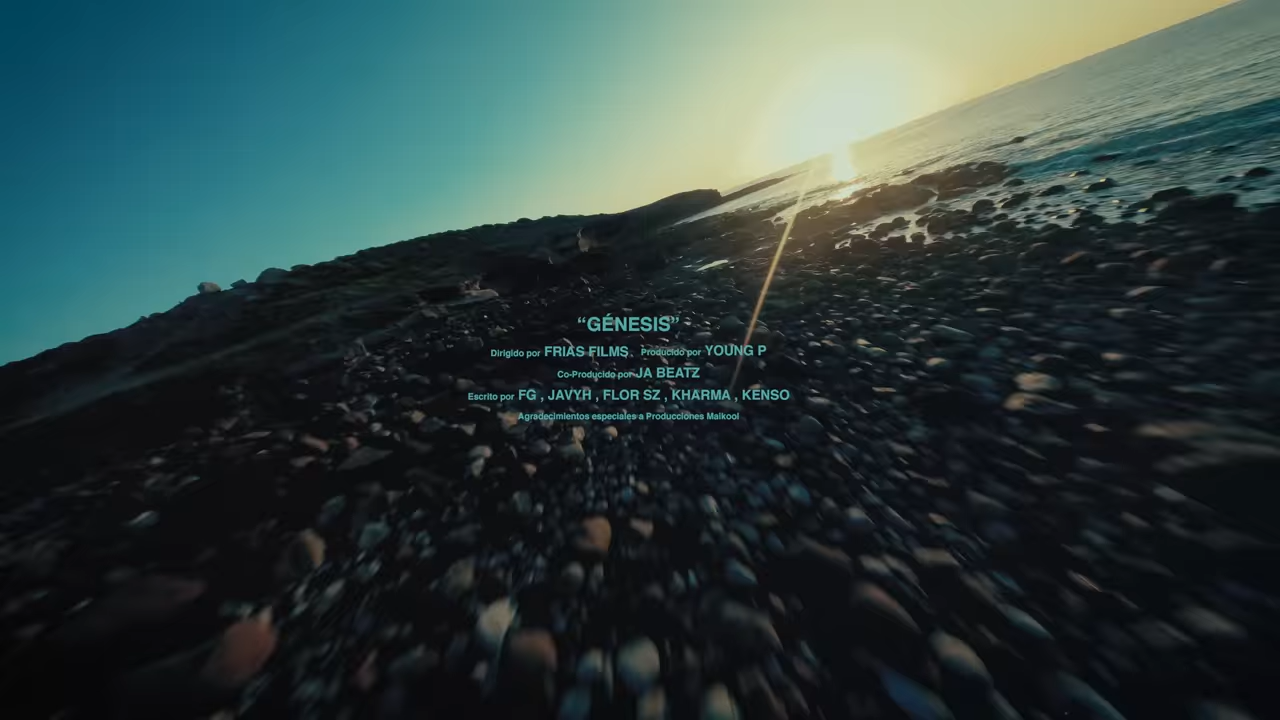 “GÉNESIS”
Dirigido por FRIAS FILMS, Producido por YOUNG P
Co-Producido por JA BEATZ
Escrito por FG , JAVYH , FLOR SZ , KHARMA , KENSO
Agradecimientos especiales a Producciones Malkool